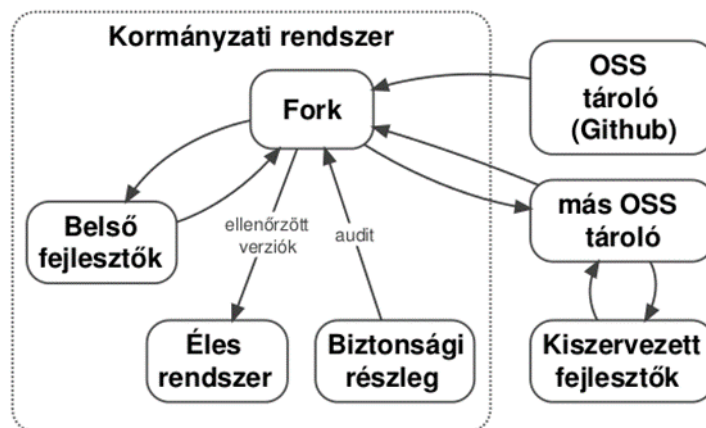 Kormányzati rendszer
Fork
OSS
tároló
(Github)
Belső
fejlesztők
ellenőrzött
verziók
audit
más OSS
tároló
Éles
rendszer
Biztonsági
részleg
Kiszervezett
fejlesztők